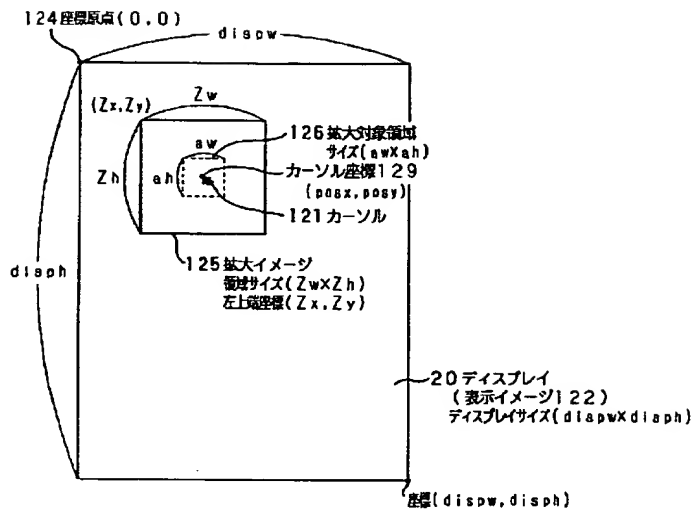 124座標原点(0.0)
dispw
(Zx,Zy)
Zw
aw
126拡大対象領域
サイズ(aw×ah)
Zh
ah
カーソル座標129
(posx,posy)
121カーソル
disph
125拡大イメージ
領域サイズ(Zw×Zh)
左上端座標(Zx,Zy)
20ディスプレイ
(表示イメージ122)
ディスプレイサイズ(dispw×disph)
座標(dispw,disph)